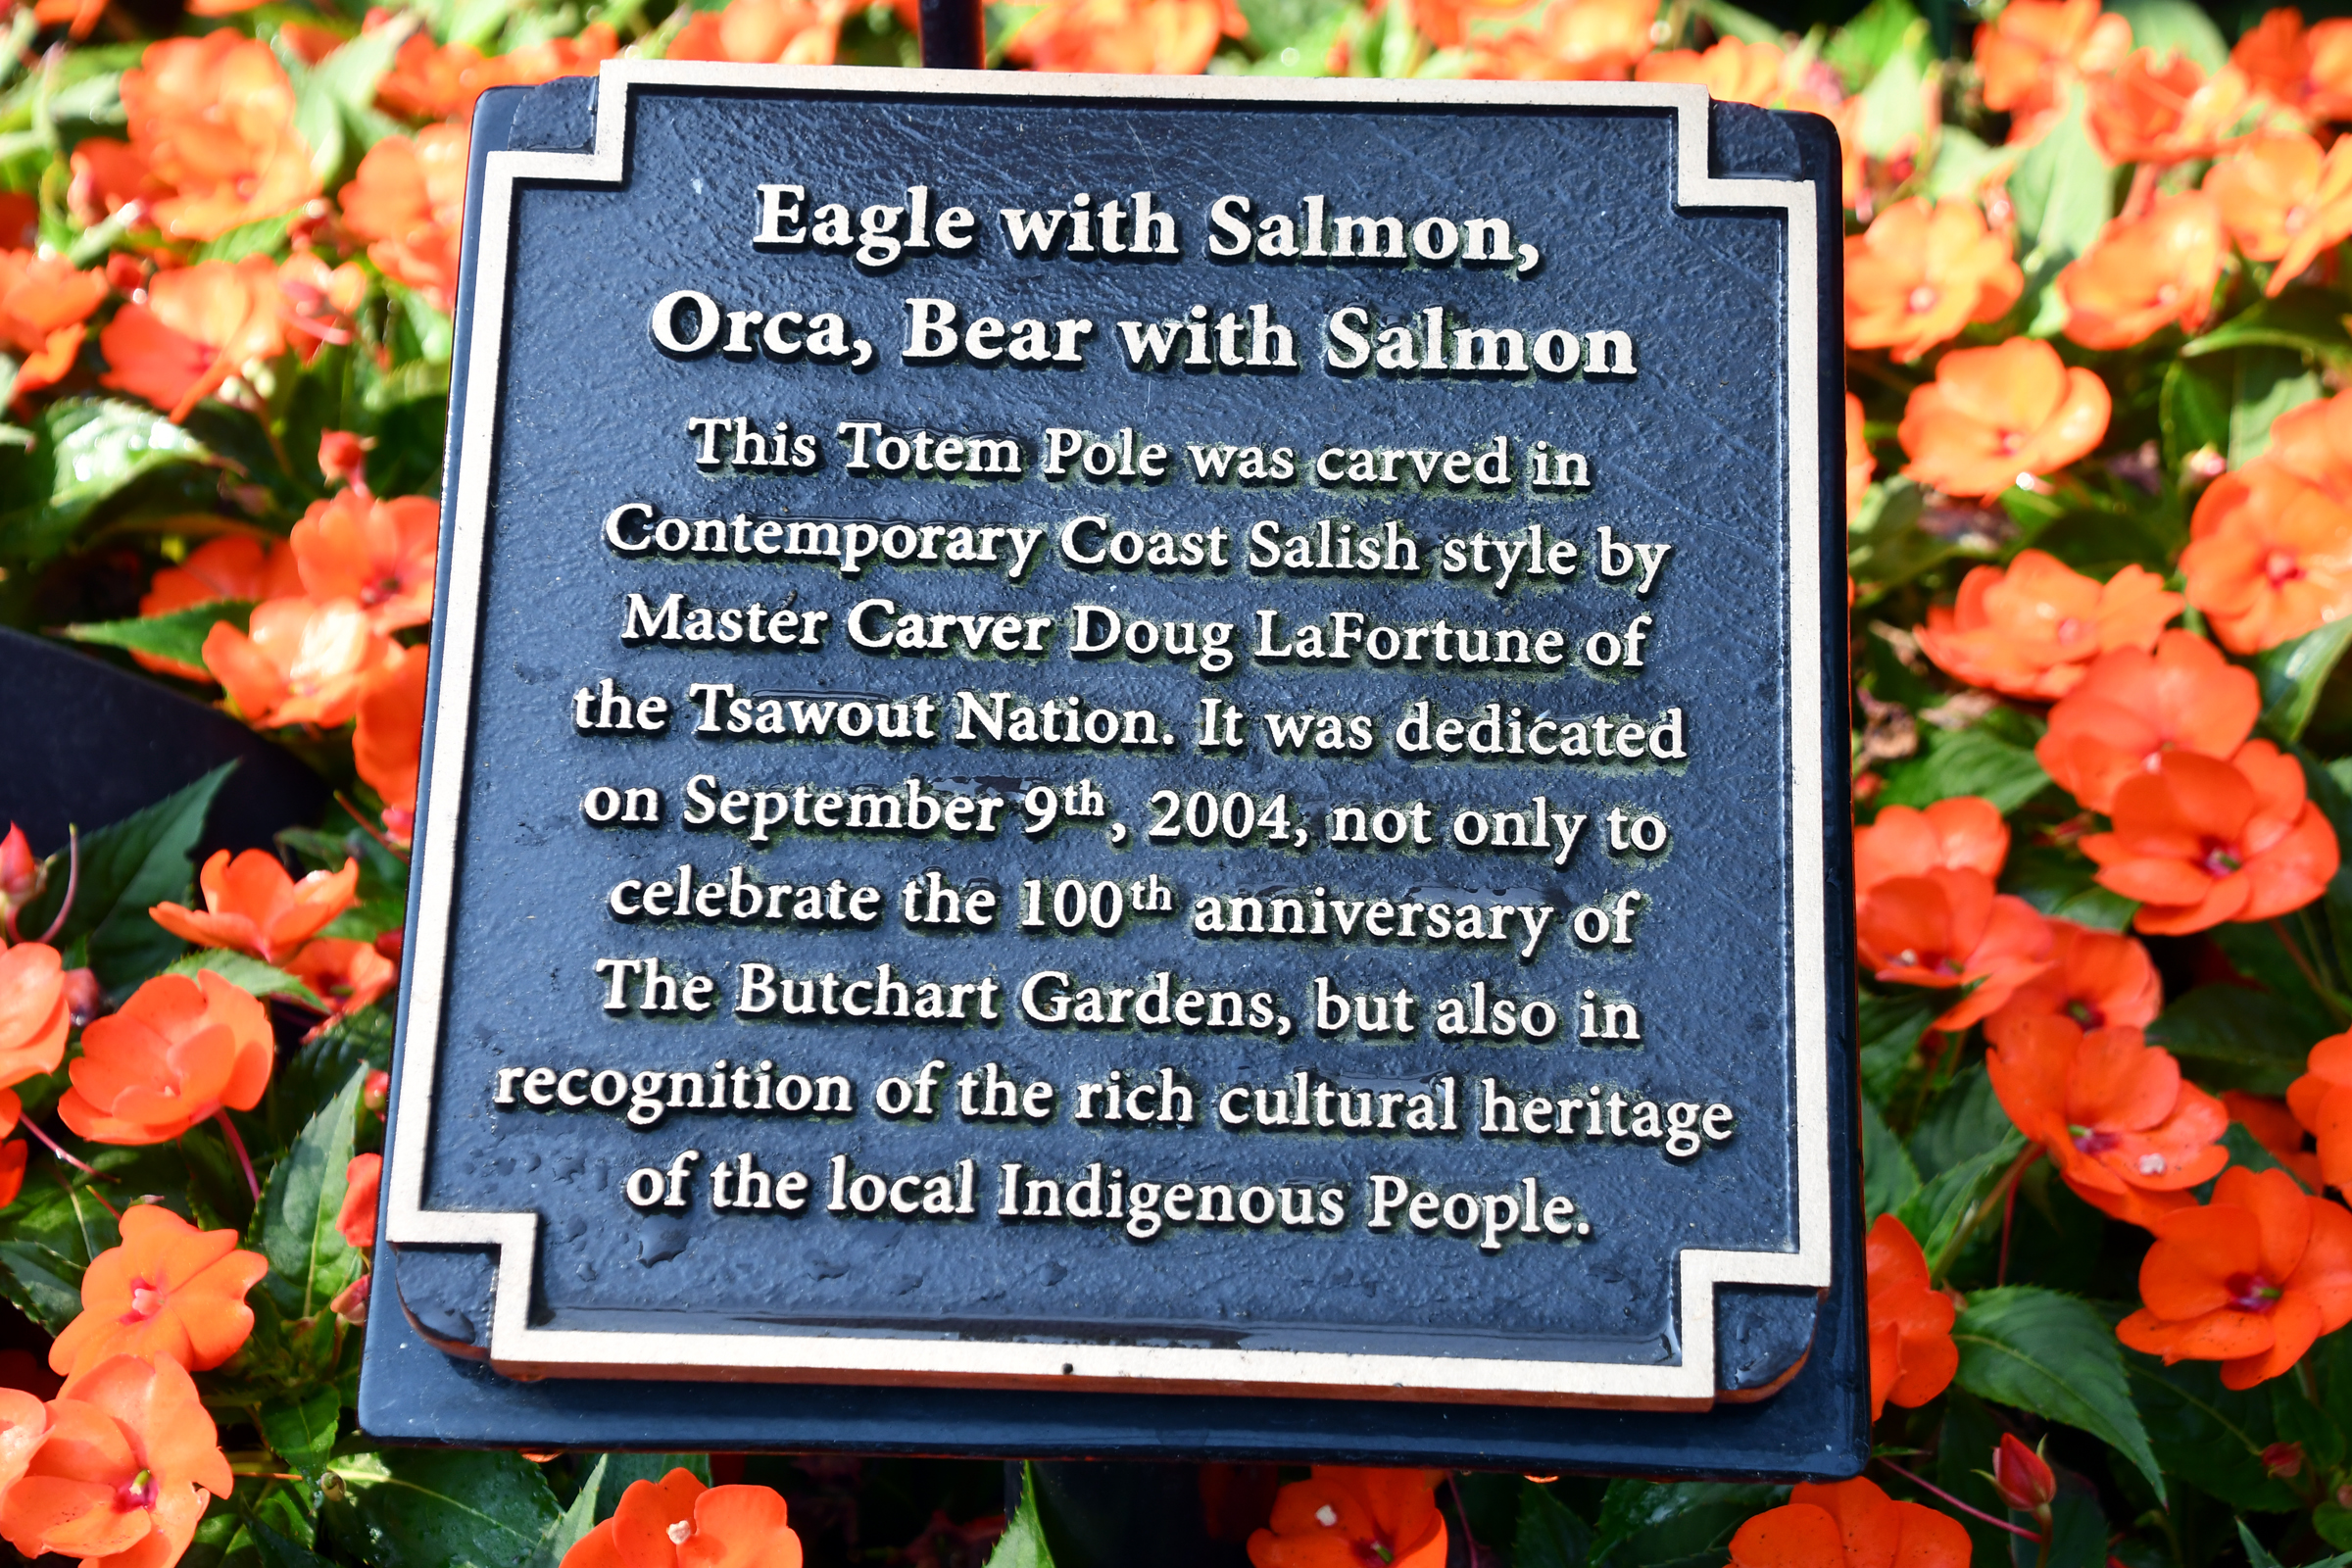 Eagle with Salmon,
Orca, Bear with Salmon
This Totem Pole was carved in
Contemporary Coast Salish style by
Master Carver Doug LaFortune of
the Tsawout Nation. It was dedicated
on September 9th, 2004, not only to
celebrate the 100th anniversary of
The Butchart Gardens, but also in
recognition of the rich cultural heritage
of the local Indigenous People.